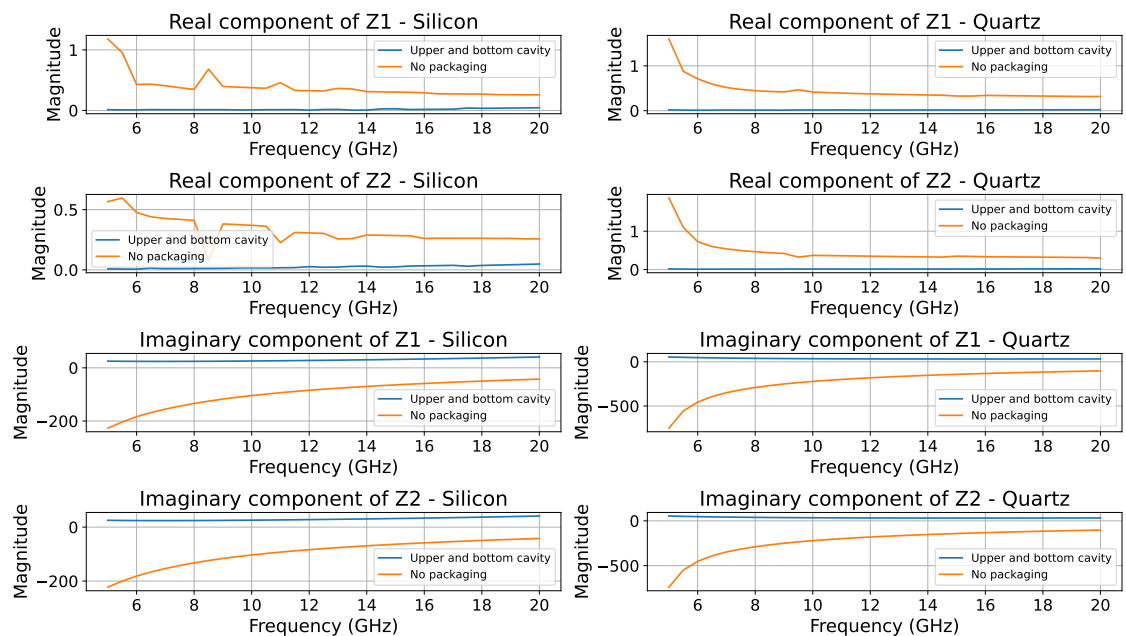 Real component of Z1 - Silicon
Magnitude
1
0
Upper and bottom cavity
No packaging
6 8 10 12 14 16 18 20
Frequency (GHz)
Real component of Z1 - Quartz
Magnitude
1
0
Upper and bottom cavity
No packaging
6 8 10 12 14 16 18 20
Frequency (GHz)
Real component of Z2 - Silicon
Magnitude
0.5
0.0
Upper and bottom cavity
No packaging
6 8 10 12 14 16 18 20
Frequency (GHz)
Real component of Z2 - Quartz
Magnitude
1
0
Upper and bottom cavity
No packaging
6 8 10 12 14 16 18 20
Frequency (GHz)
Imaginary component of Z1 - Silicon
Magnitude
0
−200
Upper and bottom cavity
No packaging
6 8 10 12 14 16 18 20
Frequency (GHz)
Imaginary component of Z1 - Quartz
Magnitude
0
−500
Upper and bottom cavity
No packaging
6 8 10 12 14 16 18 20
Frequency (GHz)
Imaginary component of Z2 - Silicon
Magnitude
0
−200
Upper and bottom cavity
No packaging
6 8 10 12 14 16 18 20
Frequency (GHz)
Imaginary component of Z2 - Quartz
Magnitude
0
−500
Upper and bottom cavity
No packaging
6 8 10 12 14 16 18 20
Frequency (GHz)